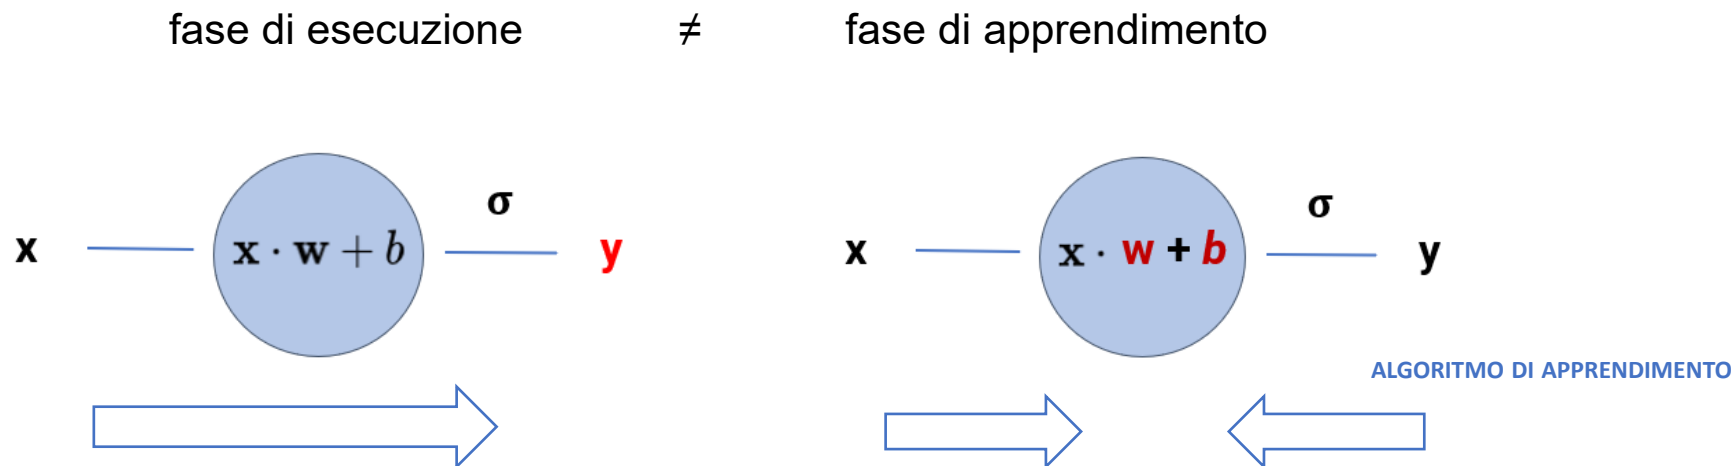 fase di esecuzione ≠ fase di apprendimento
σ σ
x x · w + b y x x · w + b y
ALGORITMO DI APPRENDIMENTO